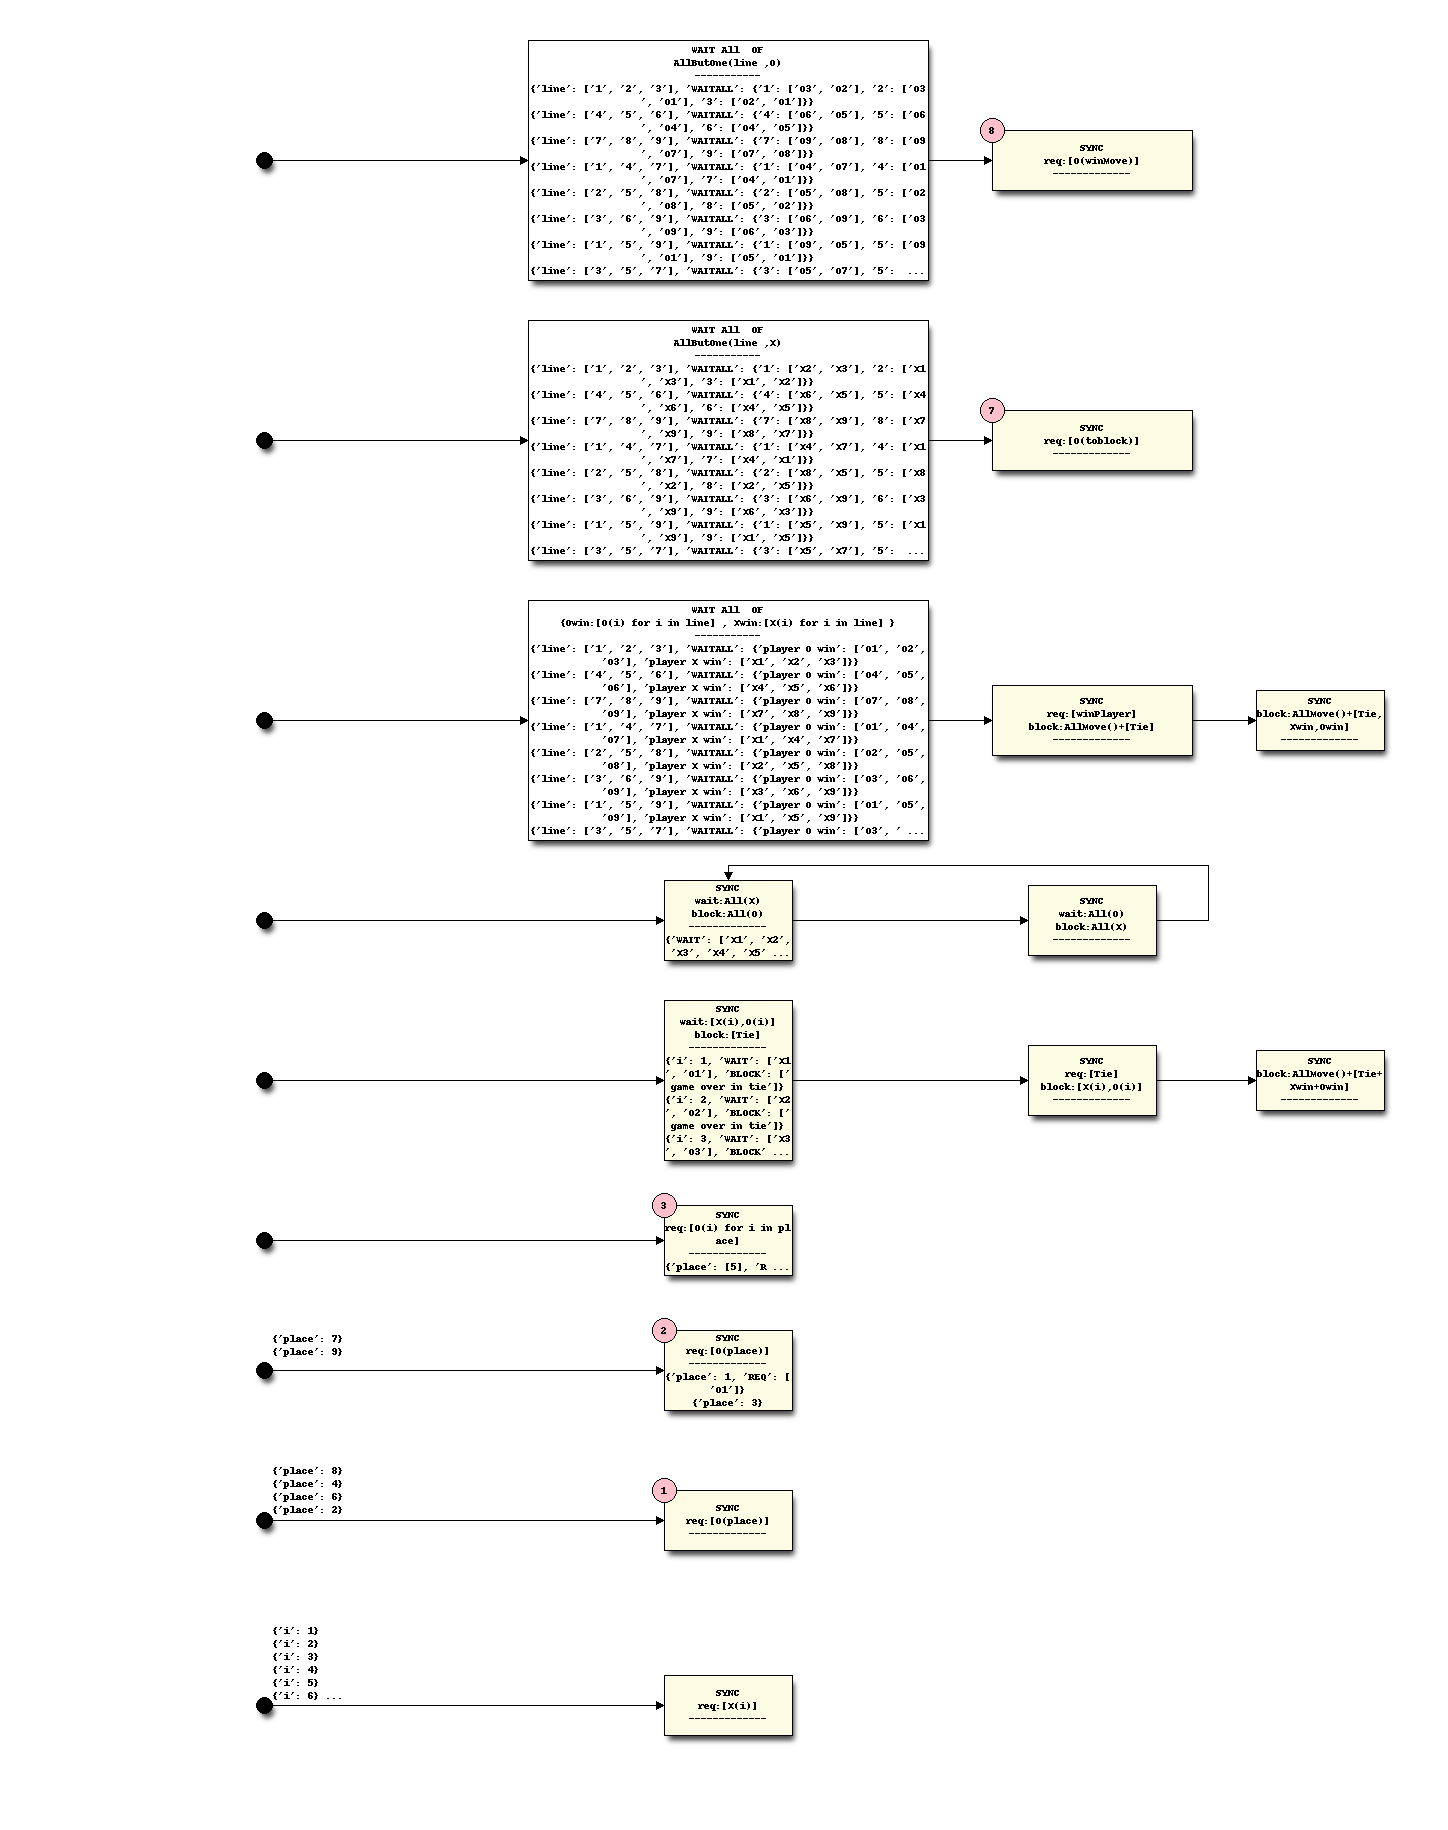 WAIT All  OF
AllButOne(line ,O)
-----------
{'line': ['1', '2', '3'], 'WAITALL': {'1': ['O3', 'O2'], '2': ['O3
', 'O1'], '3': ['O2', 'O1']}}
{'line': ['4', '5', '6'], 'WAITALL': {'4': ['O6', 'O5'], '5': ['O6
', 'O4'], '6': ['O4', 'O5']}}
{'line': ['7', '8', '9'], 'WAITALL': {'7': ['O9', 'O8'], '8': ['O9
', 'O7'], '9': ['O7', 'O8']}}
{'line': ['1', '4', '7'], 'WAITALL': {'1': ['O4', 'O7'], '4': ['O1
', 'O7'], '7': ['O4', 'O1']}}
{'line': ['2', '5', '8'], 'WAITALL': {'2': ['O5', 'O8'], '5': ['O2
', 'O8'], '8': ['O5', 'O2']}}
{'line': ['3', '6', '9'], 'WAITALL': {'3': ['O6', 'O9'], '6': ['O3
', 'O9'], '9': ['O6', 'O3']}}
{'line': ['1', '5', '9'], 'WAITALL': {'1': ['O9', 'O5'], '5': ['O9
', 'O1'], '9': ['O5', 'O1']}}
{'line': ['3', '5', '7'], 'WAITALL': {'3': ['O5', 'O7'], '5':  ...
8
SYNC
req:[O(winMove)]
-------------
WAIT All  OF
AllButOne(line ,X)
-----------
{'line': ['1', '2', '3'], 'WAITALL': {'1': ['X2', 'X3'], '2': ['X1
', 'X3'], '3': ['X1', 'X2']}}
{'line': ['4', '5', '6'], 'WAITALL': {'4': ['X6', 'X5'], '5': ['X4
', 'X6'], '6': ['X4', 'X5']}}
{'line': ['7', '8', '9'], 'WAITALL': {'7': ['X8', 'X9'], '8': ['X7
', 'X9'], '9': ['X8', 'X7']}}
{'line': ['1', '4', '7'], 'WAITALL': {'1': ['X4', 'X7'], '4': ['X1
', 'X7'], '7': ['X4', 'X1']}}
{'line': ['2', '5', '8'], 'WAITALL': {'2': ['X8', 'X5'], '5': ['X8
', 'X2'], '8': ['X2', 'X5']}}
{'line': ['3', '6', '9'], 'WAITALL': {'3': ['X6', 'X9'], '6': ['X3
', 'X9'], '9': ['X6', 'X3']}}
{'line': ['1', '5', '9'], 'WAITALL': {'1': ['X5', 'X9'], '5': ['X1
', 'X9'], '9': ['X1', 'X5']}}
{'line': ['3', '5', '7'], 'WAITALL': {'3': ['X5', 'X7'], '5':  ...
7
SYNC
req:[O(toblock)]
-------------
WAIT All  OF
{Owin:[O(i) for i in line] , Xwin:[X(i) for i in line] }
-----------
{'line': ['1', '2', '3'], 'WAITALL': {'player O win': ['O1', 'O2',
'O3'], 'player X win': ['X1', 'X2', 'X3']}}
{'line': ['4', '5', '6'], 'WAITALL': {'player O win': ['O4', 'O5',
'O6'], 'player X win': ['X4', 'X5', 'X6']}}
{'line': ['7', '8', '9'], 'WAITALL': {'player O win': ['O7', 'O8',
'O9'], 'player X win': ['X7', 'X8', 'X9']}}
{'line': ['1', '4', '7'], 'WAITALL': {'player O win': ['O1', 'O4',
'O7'], 'player X win': ['X1', 'X4', 'X7']}}
{'line': ['2', '5', '8'], 'WAITALL': {'player O win': ['O2', 'O5',
'O8'], 'player X win': ['X2', 'X5', 'X8']}}
{'line': ['3', '6', '9'], 'WAITALL': {'player O win': ['O3', 'O6',
'O9'], 'player X win': ['X3', 'X6', 'X9']}}
{'line': ['1', '5', '9'], 'WAITALL': {'player O win': ['O1', 'O5',
'O9'], 'player X win': ['X1', 'X5', 'X9']}}
{'line': ['3', '5', '7'], 'WAITALL': {'player O win': ['O3', ' ...
SYNC
req:[winPlayer]
block:AllMove()+[Tie]
-------------
SYNC
block:AllMove()+[Tie,
Xwin,Owin]
-------------
SYNC
wait:All(X)
block:All(O)
-------------
{'WAIT': ['X1', 'X2',
'X3', 'X4', 'X5' ...
SYNC
wait:All(O)
block:All(X)
-------------
SYNC
wait:[X(i),O(i)]
block:[Tie]
-------------
{'i': 1, 'WAIT': ['X1
', 'O1'], 'BLOCK': ['
game over in tie']}
{'i': 2, 'WAIT': ['X2
', 'O2'], 'BLOCK': ['
game over in tie']}
{'i': 3, 'WAIT': ['X3
', 'O3'], 'BLOCK' ...
SYNC
req:[Tie]
block:[X(i),O(i)]
-------------
SYNC
block:AllMove()+[Tie+
Xwin+Owin]
-------------
3
SYNC
req:[O(i) for i in pl
ace]
-------------
{'place': [5], 'R ...
{'place': 7}
{'place': 9}
2
SYNC
req:[O(place)]
-------------
{'place': 1, 'REQ': [
'O1']}
{'place': 3}
{'place': 8}
{'place': 4}
{'place': 6}
{'place': 2}
1
SYNC
req:[O(place)]
-------------
{'i': 1}
{'i': 2}
{'i': 3}
{'i': 4}
{'i': 5}
{'i': 6} ...
SYNC
req:[X(i)]
-------------